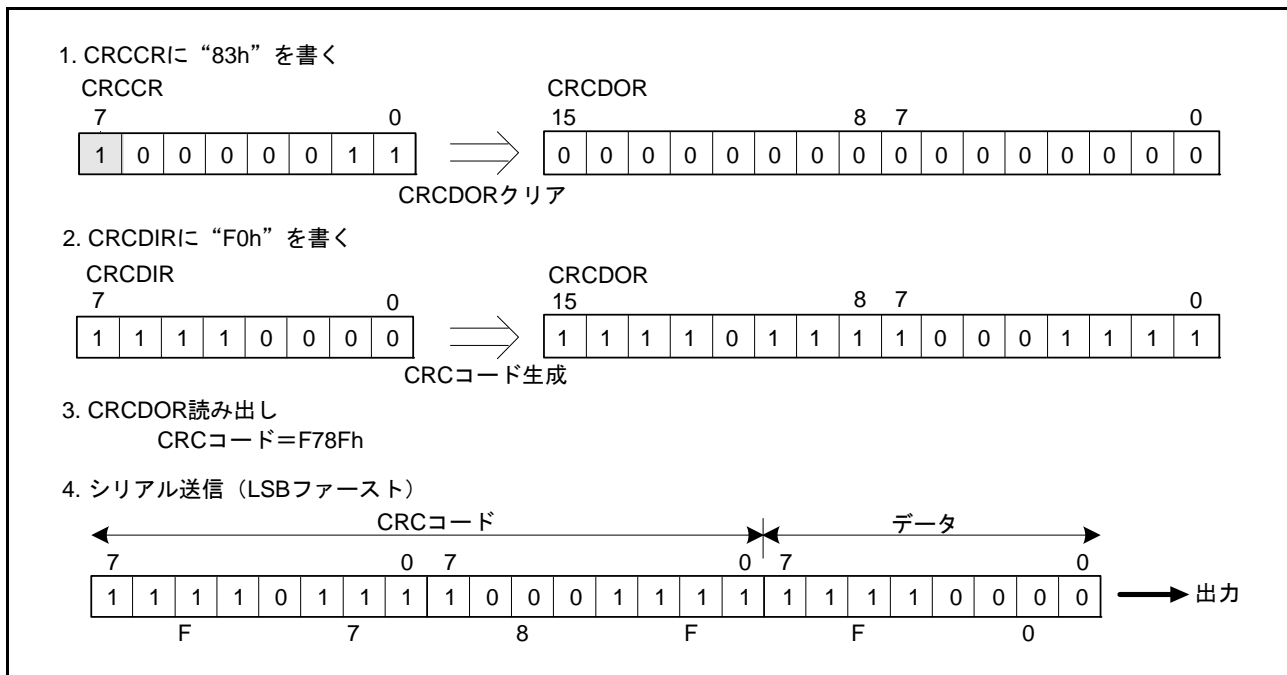 1. CRCCRに“83h”を書く
CRCCR CRCDOR
7 0 15 8 7 0
1 0 0 0 0 0 1 1 0 0 0 0 0 0 0 0 0 0 0 0 0 0 0 0
CRCDORクリア
2. CRCDIRに“F0h”を書く
CRCDIR CRCDOR
7 0 15 8 7 0
1 1 1 1 0 0 0 0 1 1 1 1 0 1 1 1 1 0 0 0 1 1 1 1
CRCコード生成
3. CRCDOR読み出し
CRCコード＝F78Fh
4. シリアル送信（LSBファースト）
CRCコード データ
7 0 7 0 7 0
1 1 1 1 0 1 1 1 1 0 0 0 1 1 1 1 1 1 1 1 0 0 0 0 出力
F 7 8 F F 0